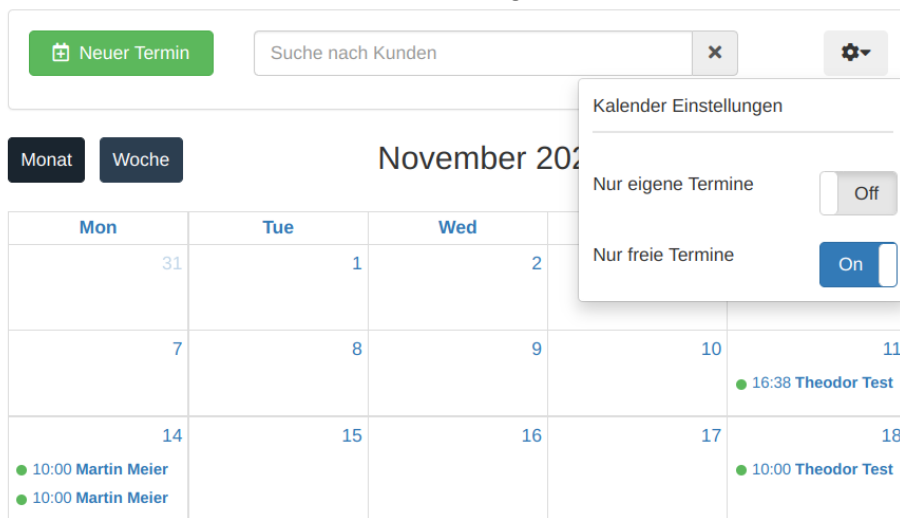 Neuer Termin
Suche nach Kunden
Kalender Einstellungen
Monat
Woche
November 202
Nur eigene Termine
Off
Nur freie Termine
On
Mon
Tue
Wed
31
1
2
7
8
9
10
11
16:38 Theodor Test
14
15
16
17
18
10:00 Martin Meier
10:00 Theodor Test
10:00 Martin Meier